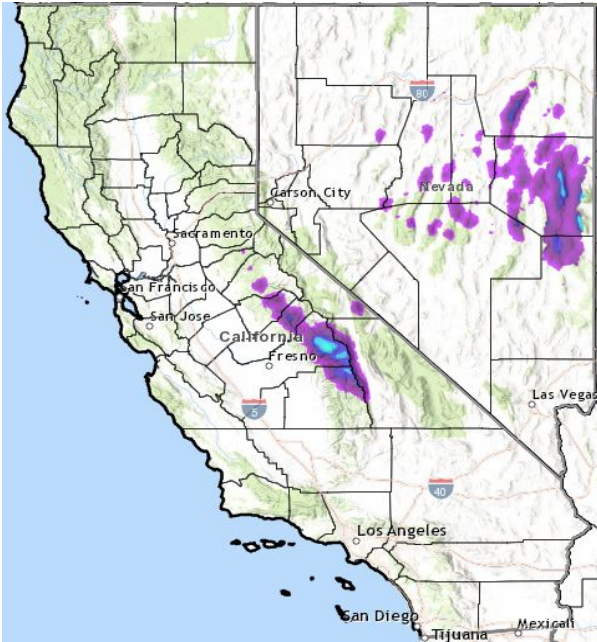 80
Nevada
Carson City
Sacramento
San Francisco
San Jose
California
Fresno
Las Vegas
5
40
Los Angeles
San Diego
Tijuana
Mexicali